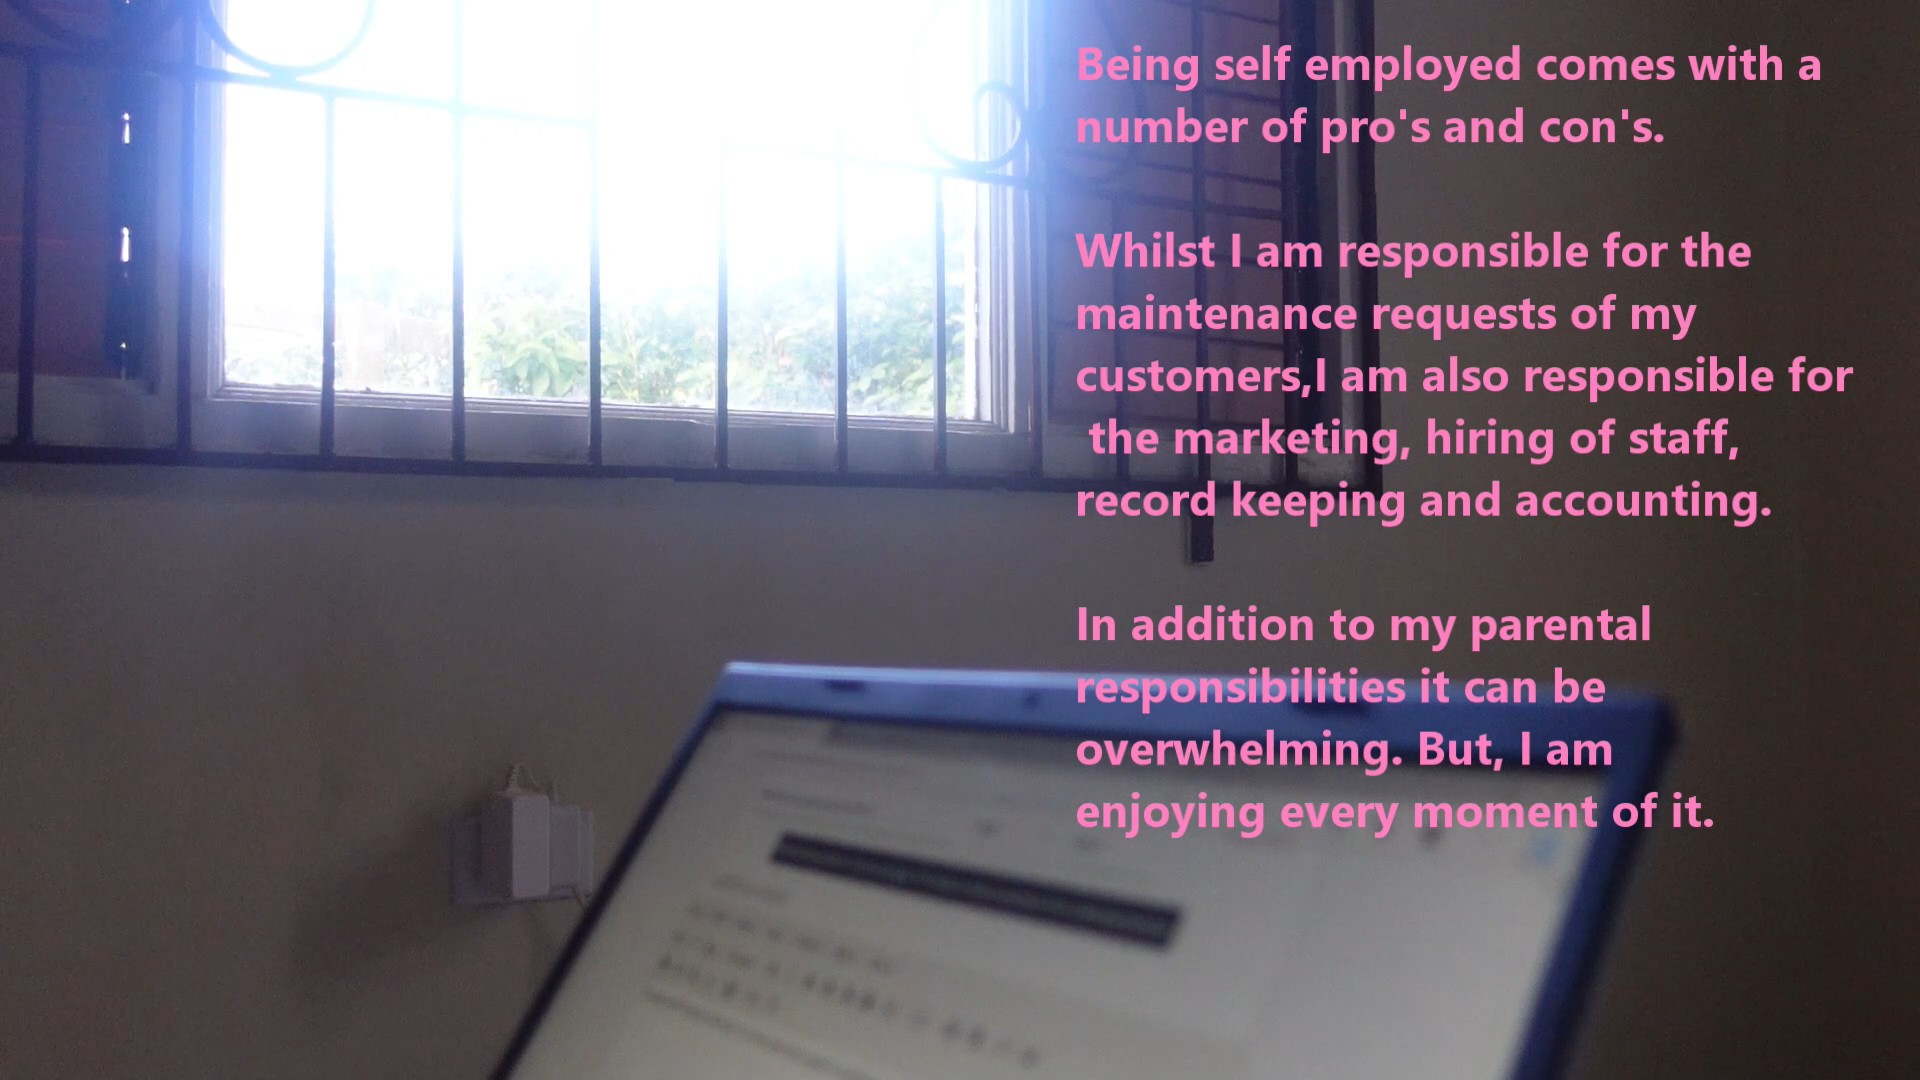 Being self employed comes with a
number of pro's and con's.
Whilst I am responsible for the
maintenance requests of my
customers,I am also responsible for
the marketing, hiring of staff,
record keeping and accounting.
In addition to my parental
responsibilities it can be
overwhelming. But, I am
enjoying every moment of it.